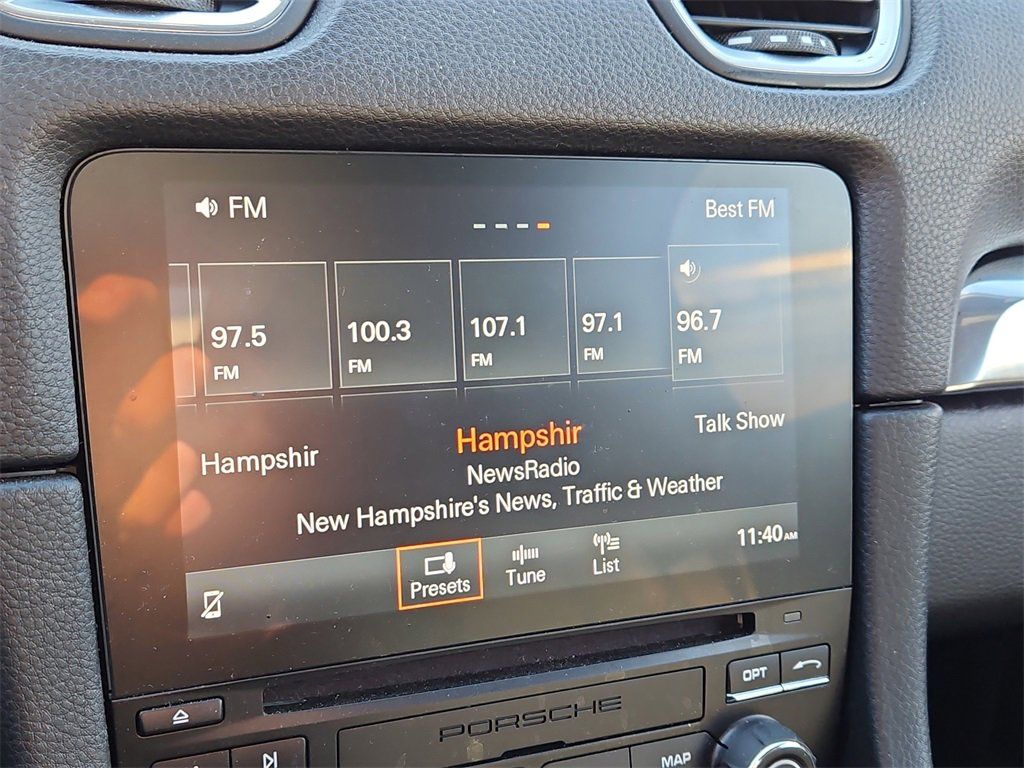 FM
Best FM
97.5
FM
100.3
FM
107.1
FM
97.1
FM
96.7
FM
Hampshir
Hampshir
Talk Show
NewsRadio
New Hampshire's News, Traffic & Weather
Presets
Tune
List
11:40 AM
OPT
PORSCHE
MAP